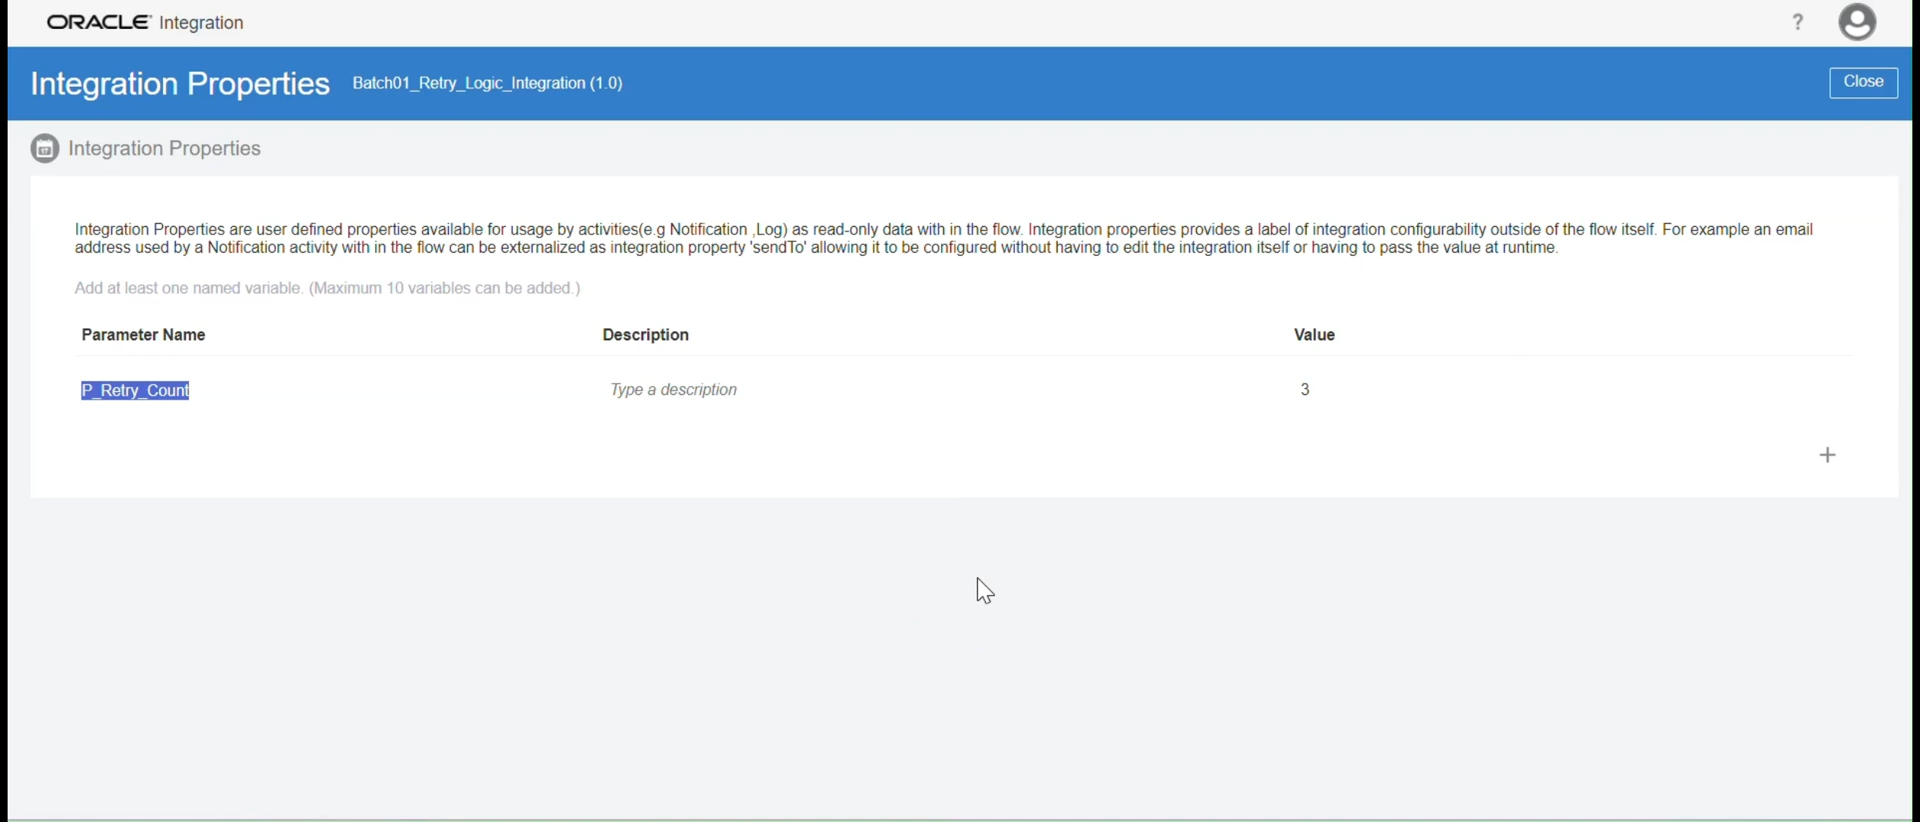 ORACLE Integration
?
Integration Properties Batch01_Retry_Logic_Integration (1.0)
Close
Integration Properties
Integration Properties are user defined properties available for usage by activities(e.g Notification ,Log) as read-only data with in the flow. Integration properties provides a label of integration configurability outside of the flow itself. For example an email
address used by a Notification activity with in the flow can be externalized as integration property 'sendTo' allowing it to be configured without having to edit the integration itself or having to pass the value at runtime.
Add at least one named variable. (Maximum 10 variables can be added.)
Parameter Name Description Value
P_Retry_Count Type a description 3
+